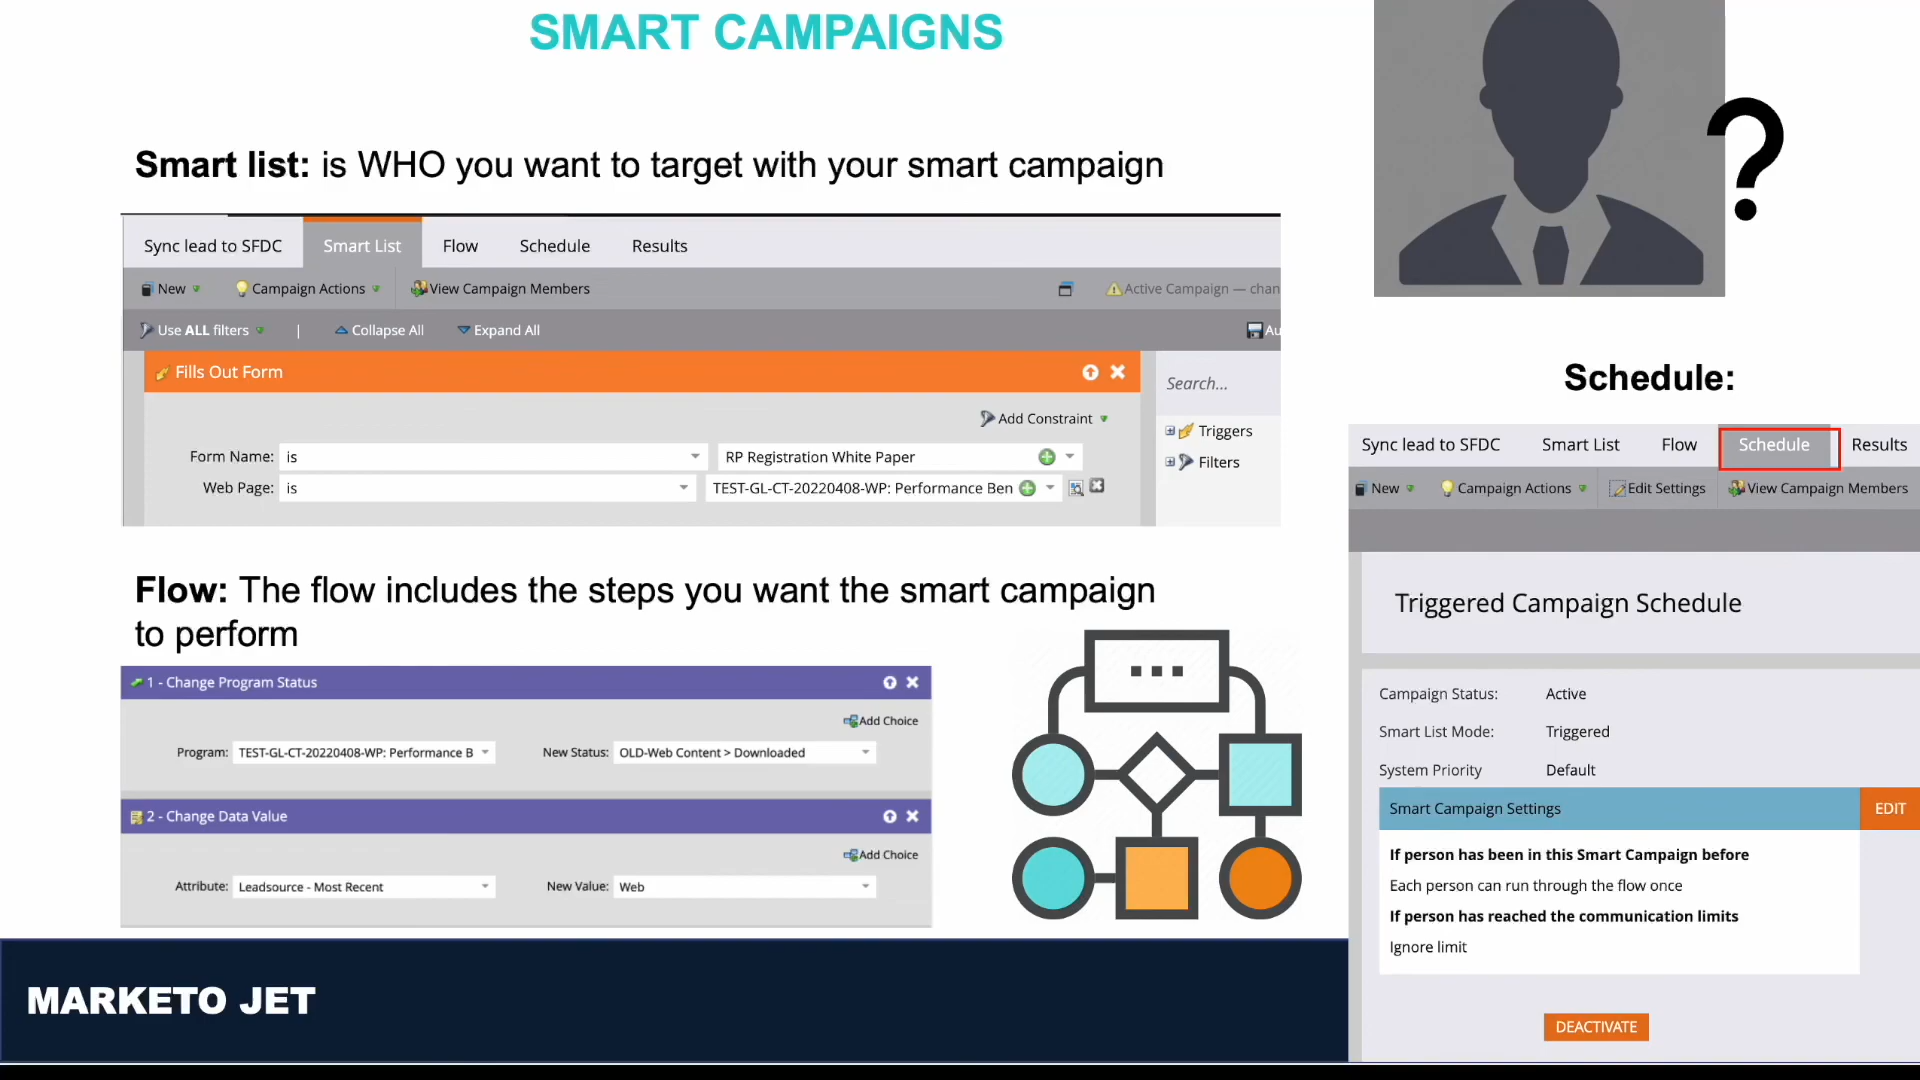 SMART CAMPAIGNS
?
Smart list: is WHO you want to target with your smart campaign
Sync lead to SFDC Smart List Flow Schedule Results
New Campaign Actions View Campaign Members Active Campaign — chan
Use ALL filters | Collapse All Expand All Au
Fills Out Form
Add Constraint
Form Name: is RP Registration White Paper
Web Page: is TEST-GL-CT-20220408-WP: Performance Ben
Search...
Triggers
Filters
Flow: The flow includes the steps you want the smart campaign
to perform
1 - Change Program Status
Add Choice
Program: TEST-GL-CT-20220408-WP: Performance B New Status: OLD-Web Content > Downloaded
2 - Change Data Value
Add Choice
Attribute: Leadsource - Most Recent New Value: Web
Schedule:
Sync lead to SFDC Smart List Flow Schedule Results
New Campaign Actions Edit Settings View Campaign Members
Triggered Campaign Schedule
Campaign Status: Active
Smart List Mode: Triggered
System Priority Default
Smart Campaign Settings EDIT
If person has been in this Smart Campaign before
Each person can run through the flow once
If person has reached the communication limits
Ignore limit
DEACTIVATE
MARKETO JET